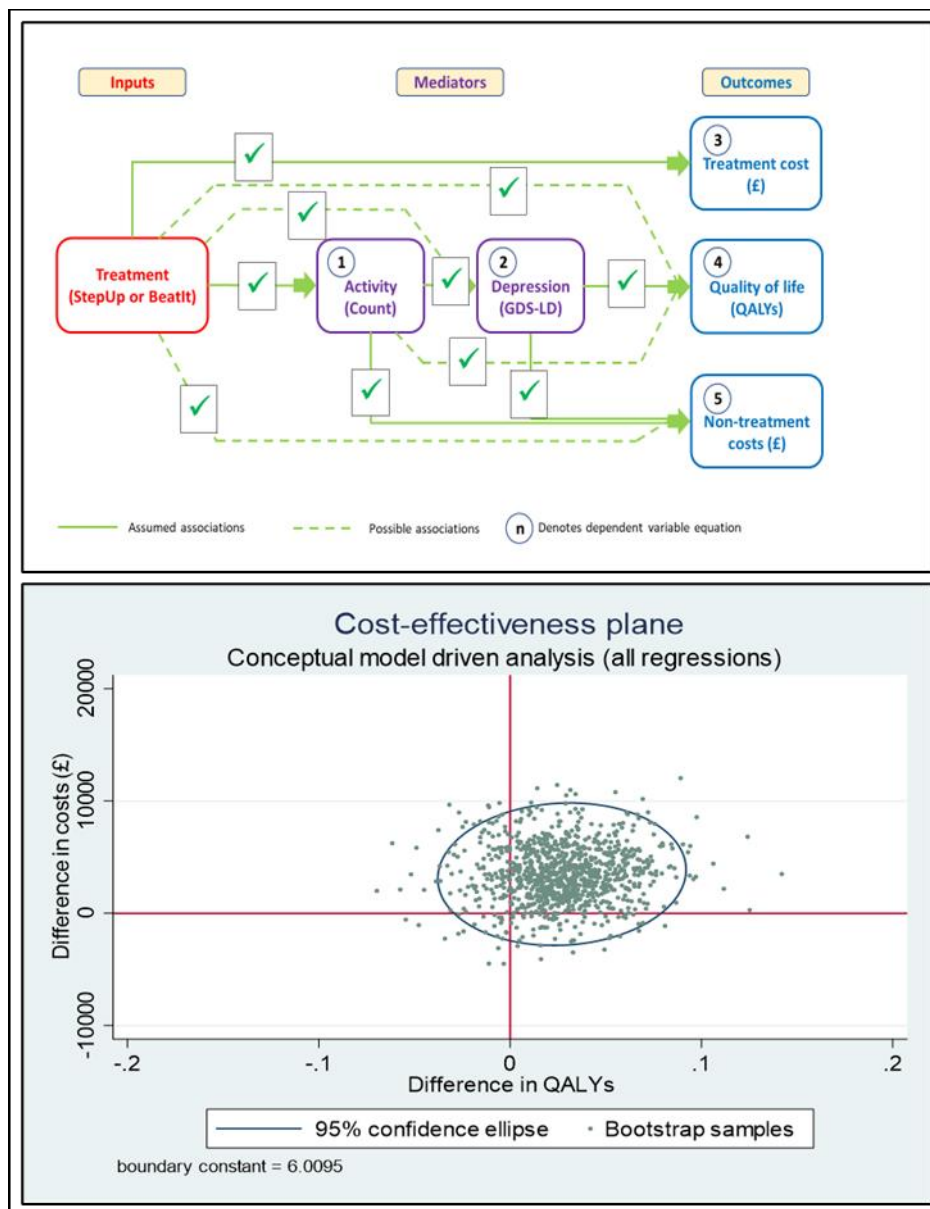 Inputs
Mediators
Outcomes
3
Treatment cost
(£)
Treatment
(StepUp or BeatIt)
1
Activity
(Count)
2
Depression
(GDS-LD)
4
Quality of life
(QALYs)
5
Non-treatment
costs (£)
Assumed associations
Possible associations
n Denotes dependent variable equation
Cost-effectiveness plane
Conceptual model driven analysis (all regressions)
Difference in costs (£)
20000
10000
0
-10000
-.2
-.1
0
.1
.2
Difference in QALYs
95% confidence ellipse
Bootstrap samples
boundary constant = 6.0095